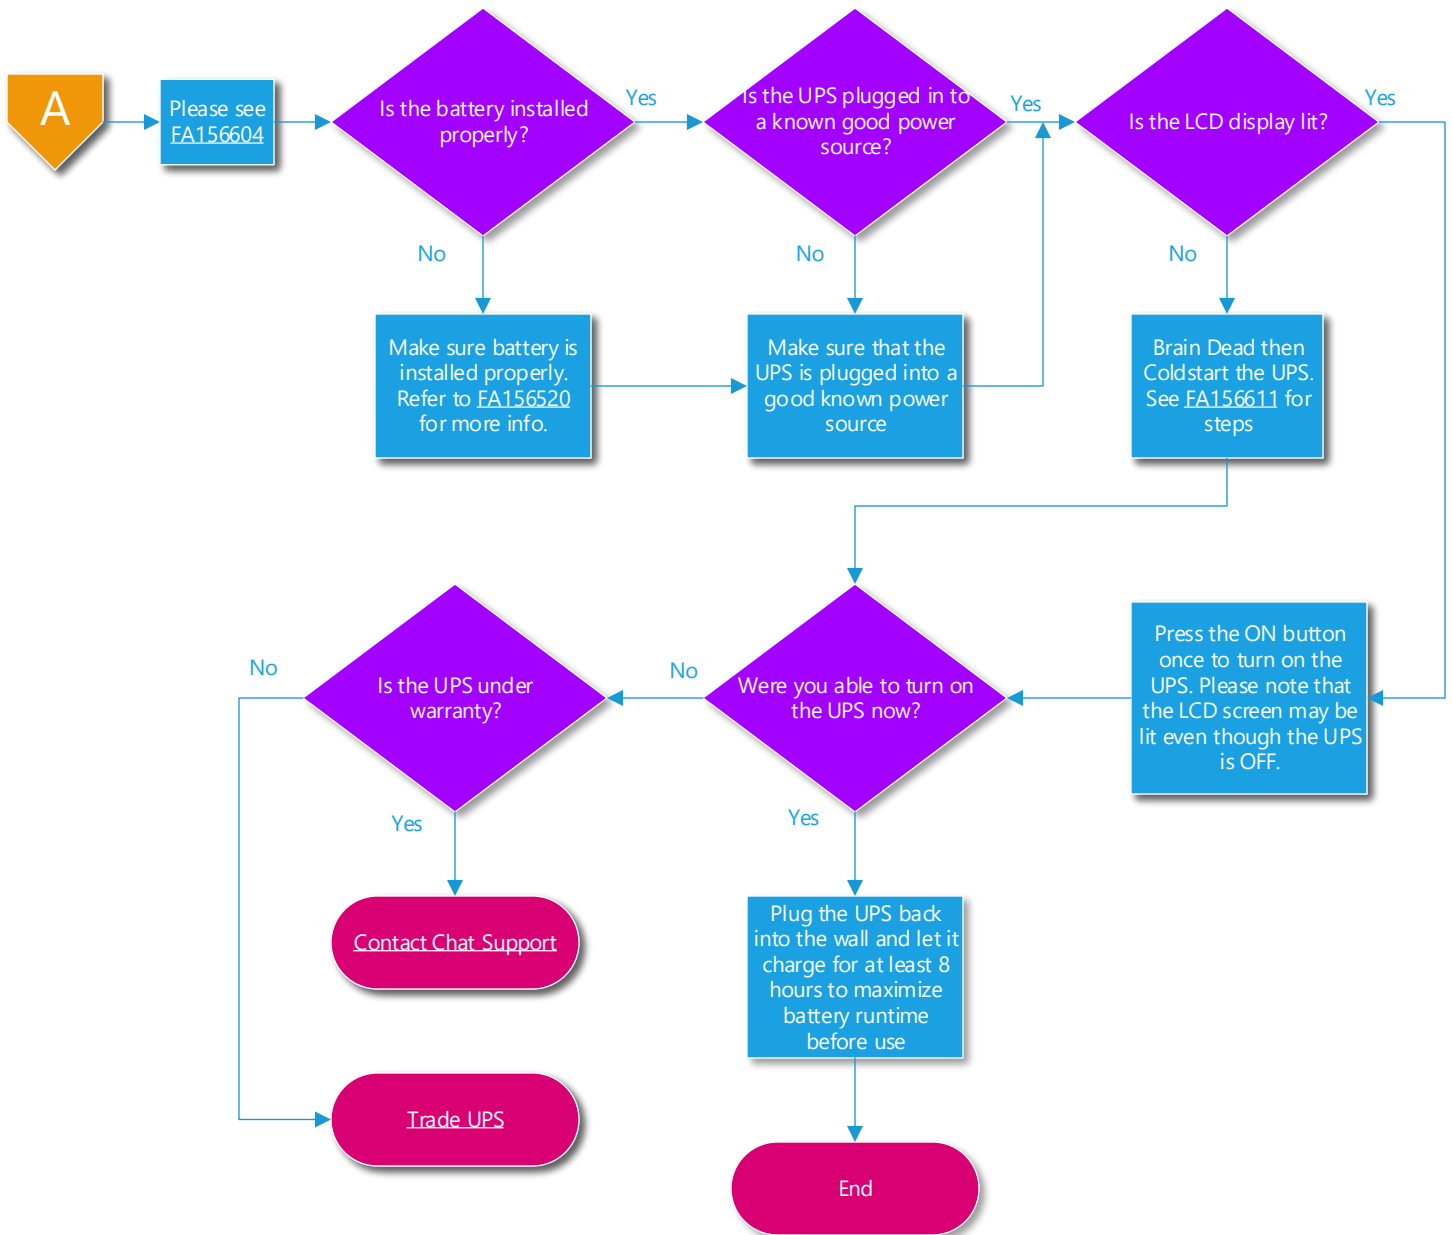 A
Please see
FA156604
Is the battery installed
properly?
Yes
Is the UPS plugged in to
a known good power
source?
Yes
Is the LCD display lit?
Yes
No
No
No
Make sure battery is
installed properly.
Refer to FA156520
for more info.
Make sure that the
UPS is plugged into a
good known power
source
Brain Dead then
Coldstart the UPS.
See FA156611 for
steps
Press the ON button
once to turn on the
UPS. Please note that
the LCD screen may be
lit even though the UPS
is OFF.
Were you able to turn on
the UPS now?
No
Is the UPS under
warranty?
No
Yes
Yes
Contact Chat Support
Plug the UPS back
into the wall and let it
charge for at least 8
hours to maximize
battery runtime
before use
Trade UPS
End